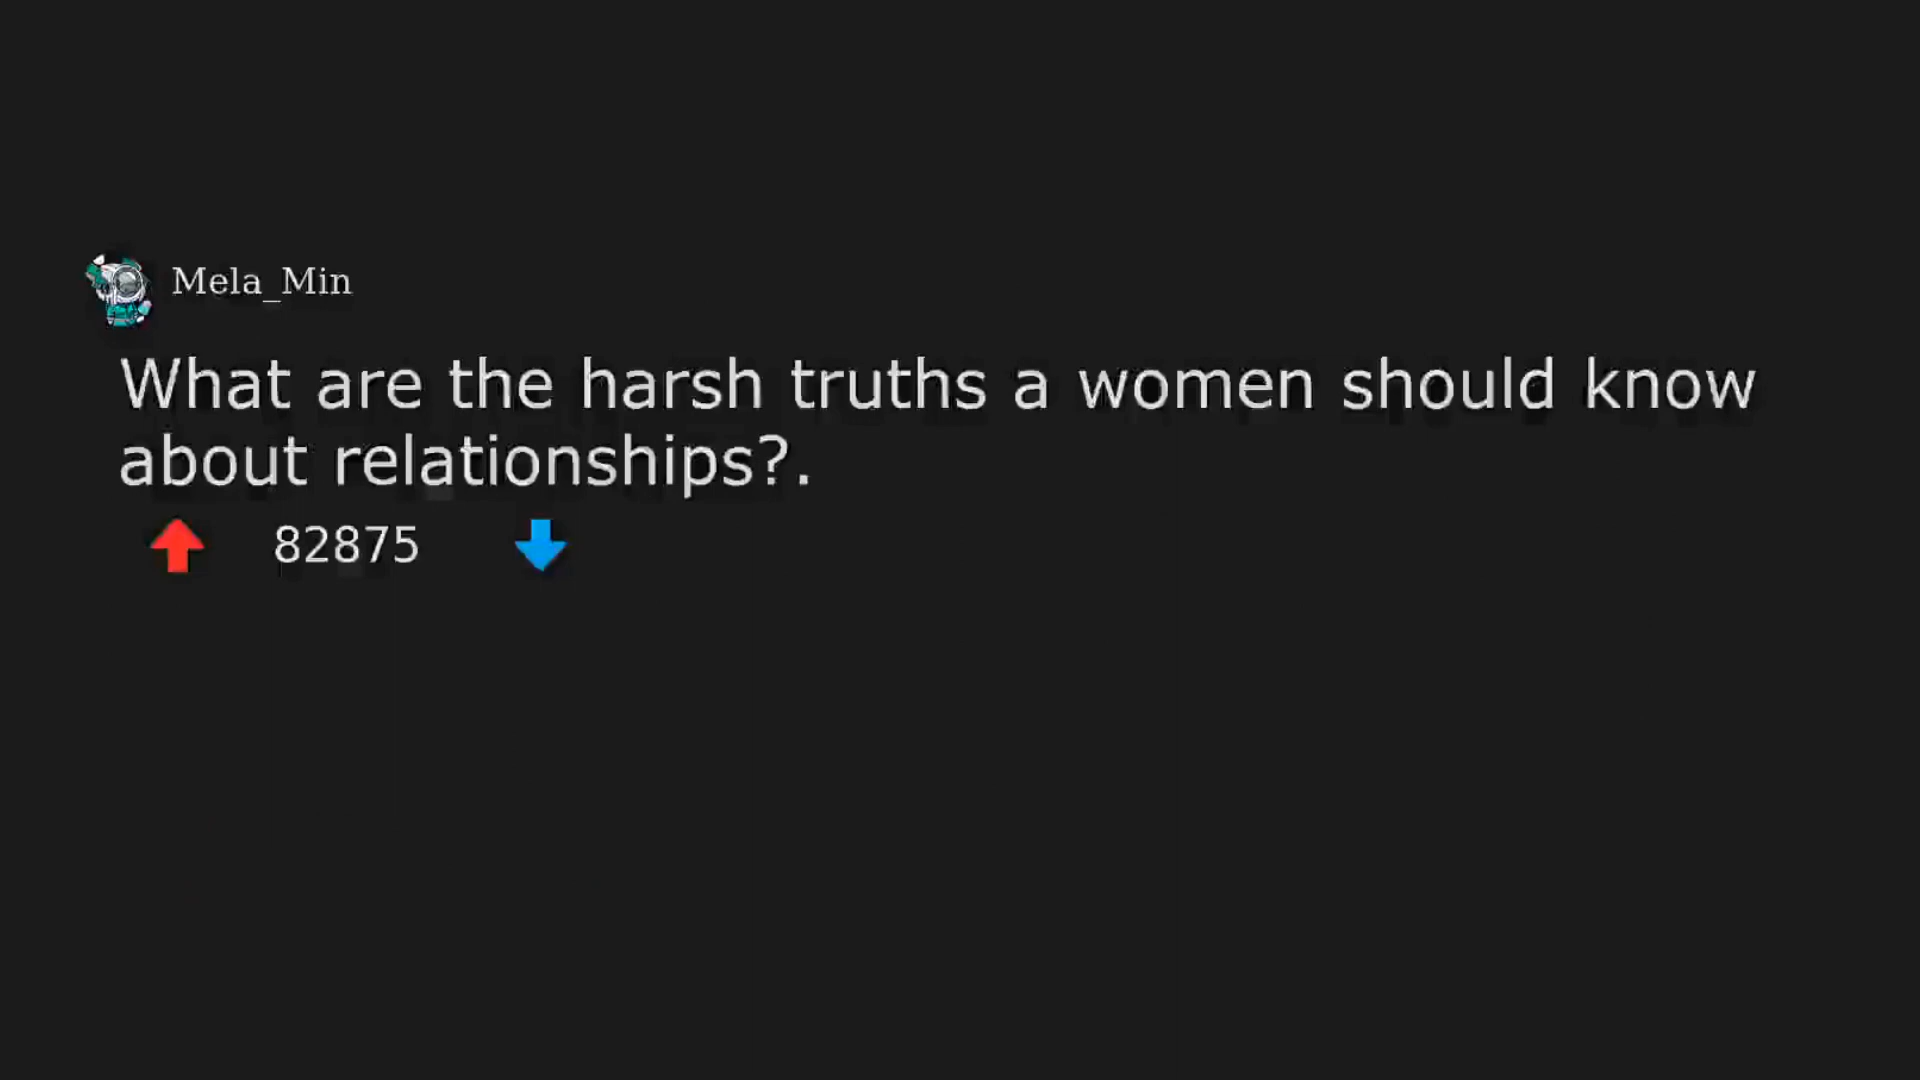 Mela_Min
What are the harsh truths a women should know
about relationships?.
82875